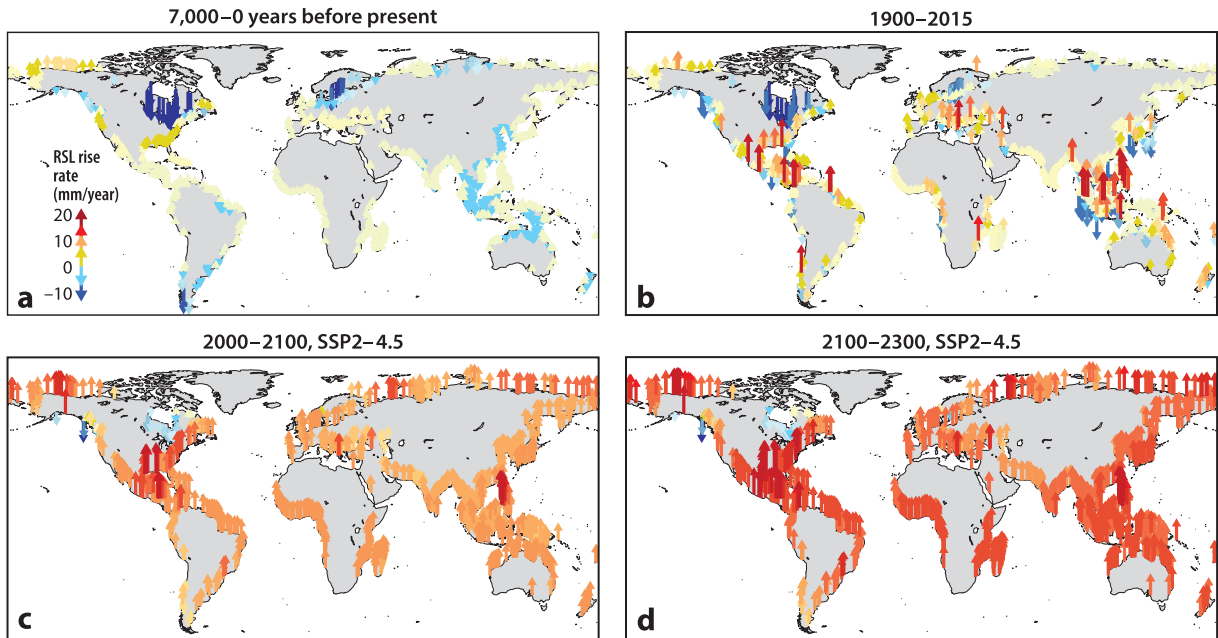 7,000–0 years before present
1900–2015
RSL rise
rate
(mm/year)
20
10
0
−10
a
b
2000–2100, SSP2–4.5
2100–2300, SSP2–4.5
c
d